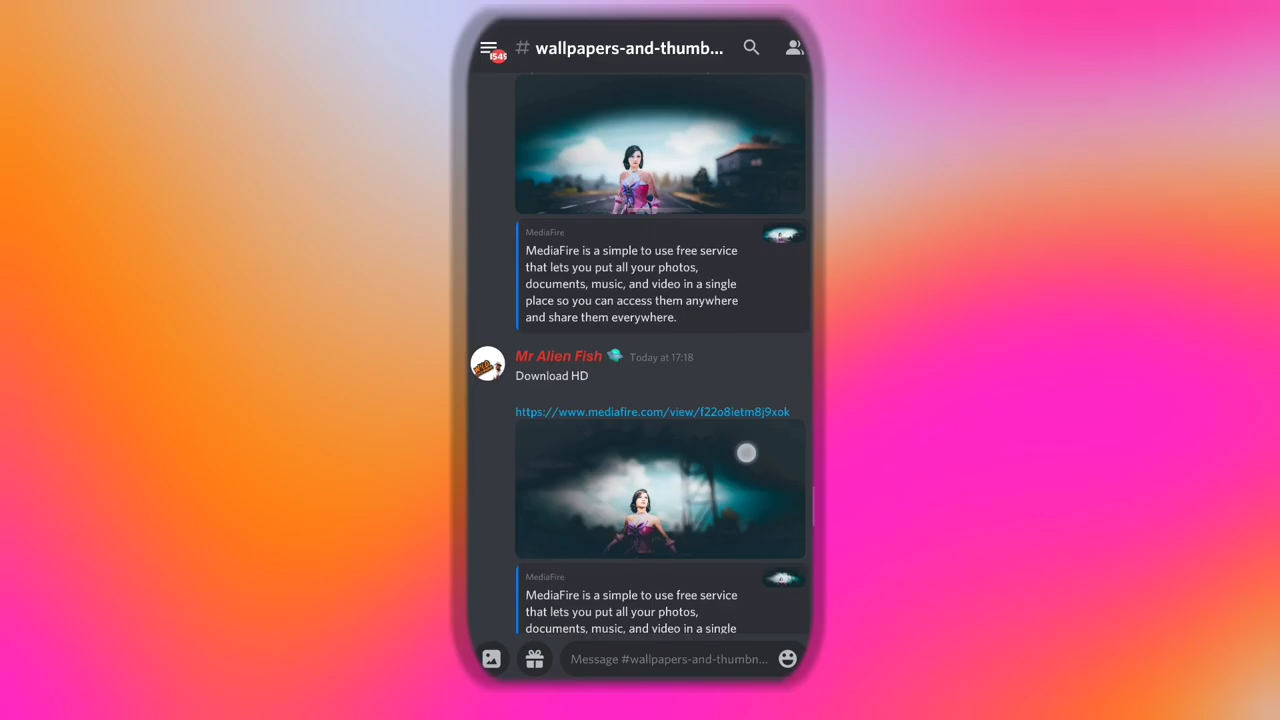 # wallpapers-and-thumb...
MediaFire
MediaFire is a simple to use free service
that lets you put all your photos,
documents, music, and video in a single
place so you can access them anywhere
and share them everywhere.
Mr Alien Fish Today at 17:18
Download HD
https://www.mediafire.com/view/f22o8ietm8j9xok
MediaFire
MediaFire is a simple to use free service
that lets you put all your photos,
documents, music, and video in a single
Message #wallpapers-and-thumbn...